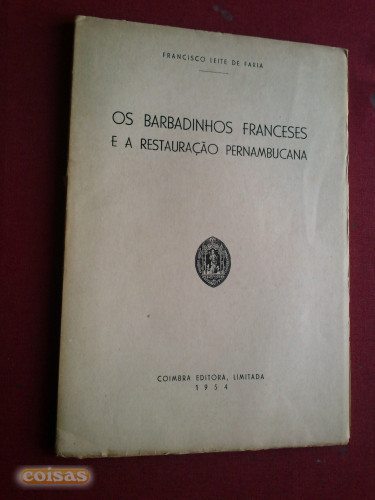 FRANCISCO LEITE DE FARIA
OS BARBADINHOS FRANCESES
E A RESTAURAÇÃO PERNAMBUCANA
COIMBRA EDITORA, LIMITADA
1954
coisas